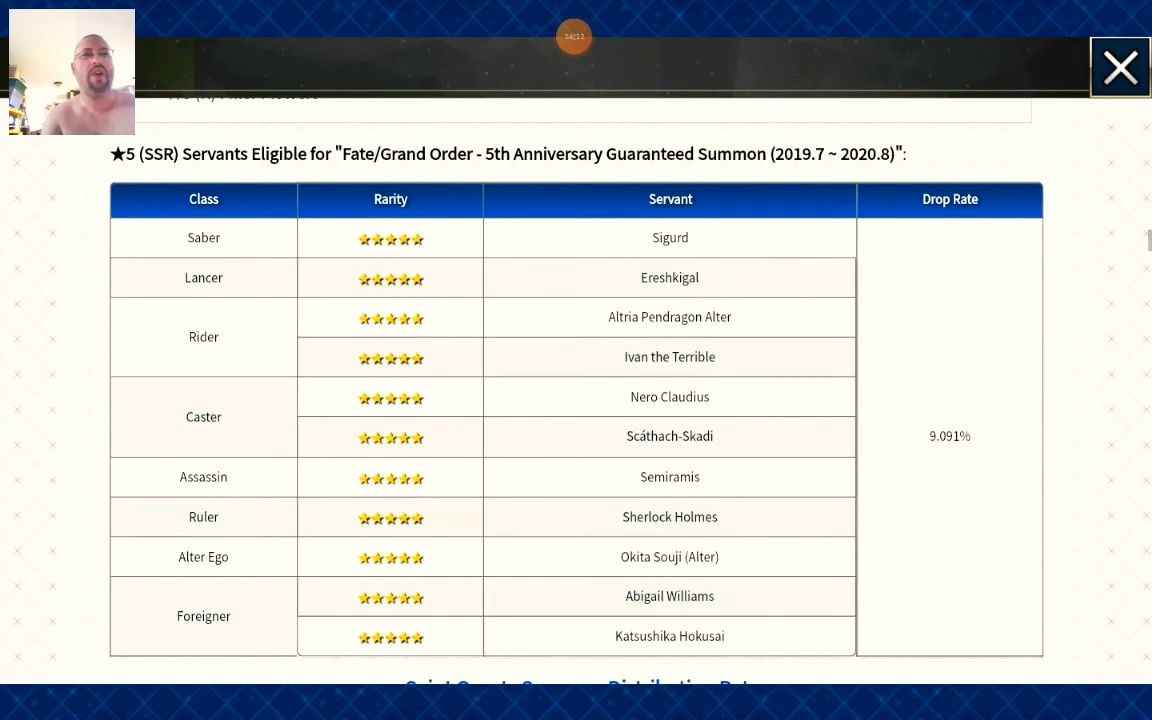 24:12
★5 (SSR) Servants Eligible for "Fate/Grand Order - 5th Anniversary Guaranteed Summon (2019.7 ~ 2020.8)":
Class Rarity Servant Drop Rate
Saber ★★★★★ Sigurd
Lancer ★★★★★ Ereshkigal
Rider ★★★★★ Altria Pendragon Alter
★★★★★ Ivan the Terrible
Caster ★★★★★ Nero Claudius
★★★★★ Scáthach-Skadi
9.091%
Assassin ★★★★★ Semiramis
Ruler ★★★★★ Sherlock Holmes
Alter Ego ★★★★★ Okita Souji (Alter)
Foreigner ★★★★★ Abigail Williams
★★★★★ Katsushika Hokusai